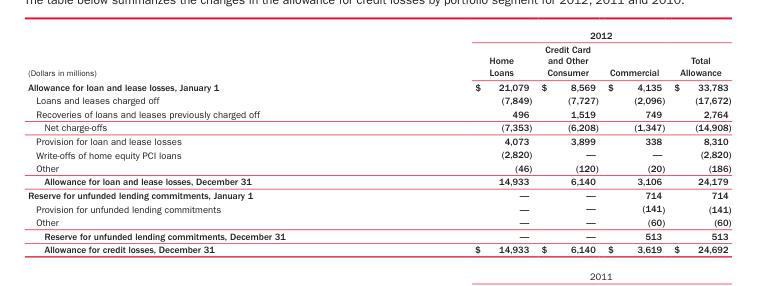 The table below summarizes the changes in the allowance for credit losses by portfolio segment for 2012, 2011 and 2010.
2012
(Dollars in millions) Home Loans Credit Card and Other Consumer Commercial Total Allowance
Allowance for loan and lease losses, January 1 $ 21,079 $ 8,569 $ 4,135 $ 33,783
Loans and leases charged off (7,849) (7,727) (2,096) (17,672)
Recoveries of loans and leases previously charged off 496 1,519 749 2,764
Net charge-offs (7,353) (6,208) (1,347) (14,908)
Provision for loan and lease losses 4,073 3,899 338 8,310
Write-offs of home equity PCI loans (2,820) — — (2,820)
Other (46) (120) (20) (186)
Allowance for loan and lease losses, December 31 14,933 6,140 3,106 24,179
Reserve for unfunded lending commitments, January 1 — — 714 714
Provision for unfunded lending commitments — — (141) (141)
Other — — (60) (60)
Reserve for unfunded lending commitments, December 31 — — 513 513
Allowance for credit losses, December 31 $ 14,933 $ 6,140 $ 3,619 $ 24,692
2011